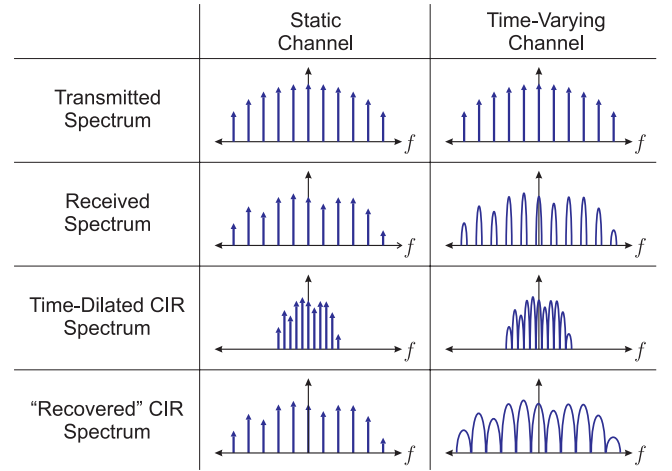 Static
Channel
Time-Varying
Channel
Transmitted
Spectrum
f
f
Received
Spectrum
f
f
Time-Dilated CIR
Spectrum
f
f
“Recovered” CIR
Spectrum
f
f